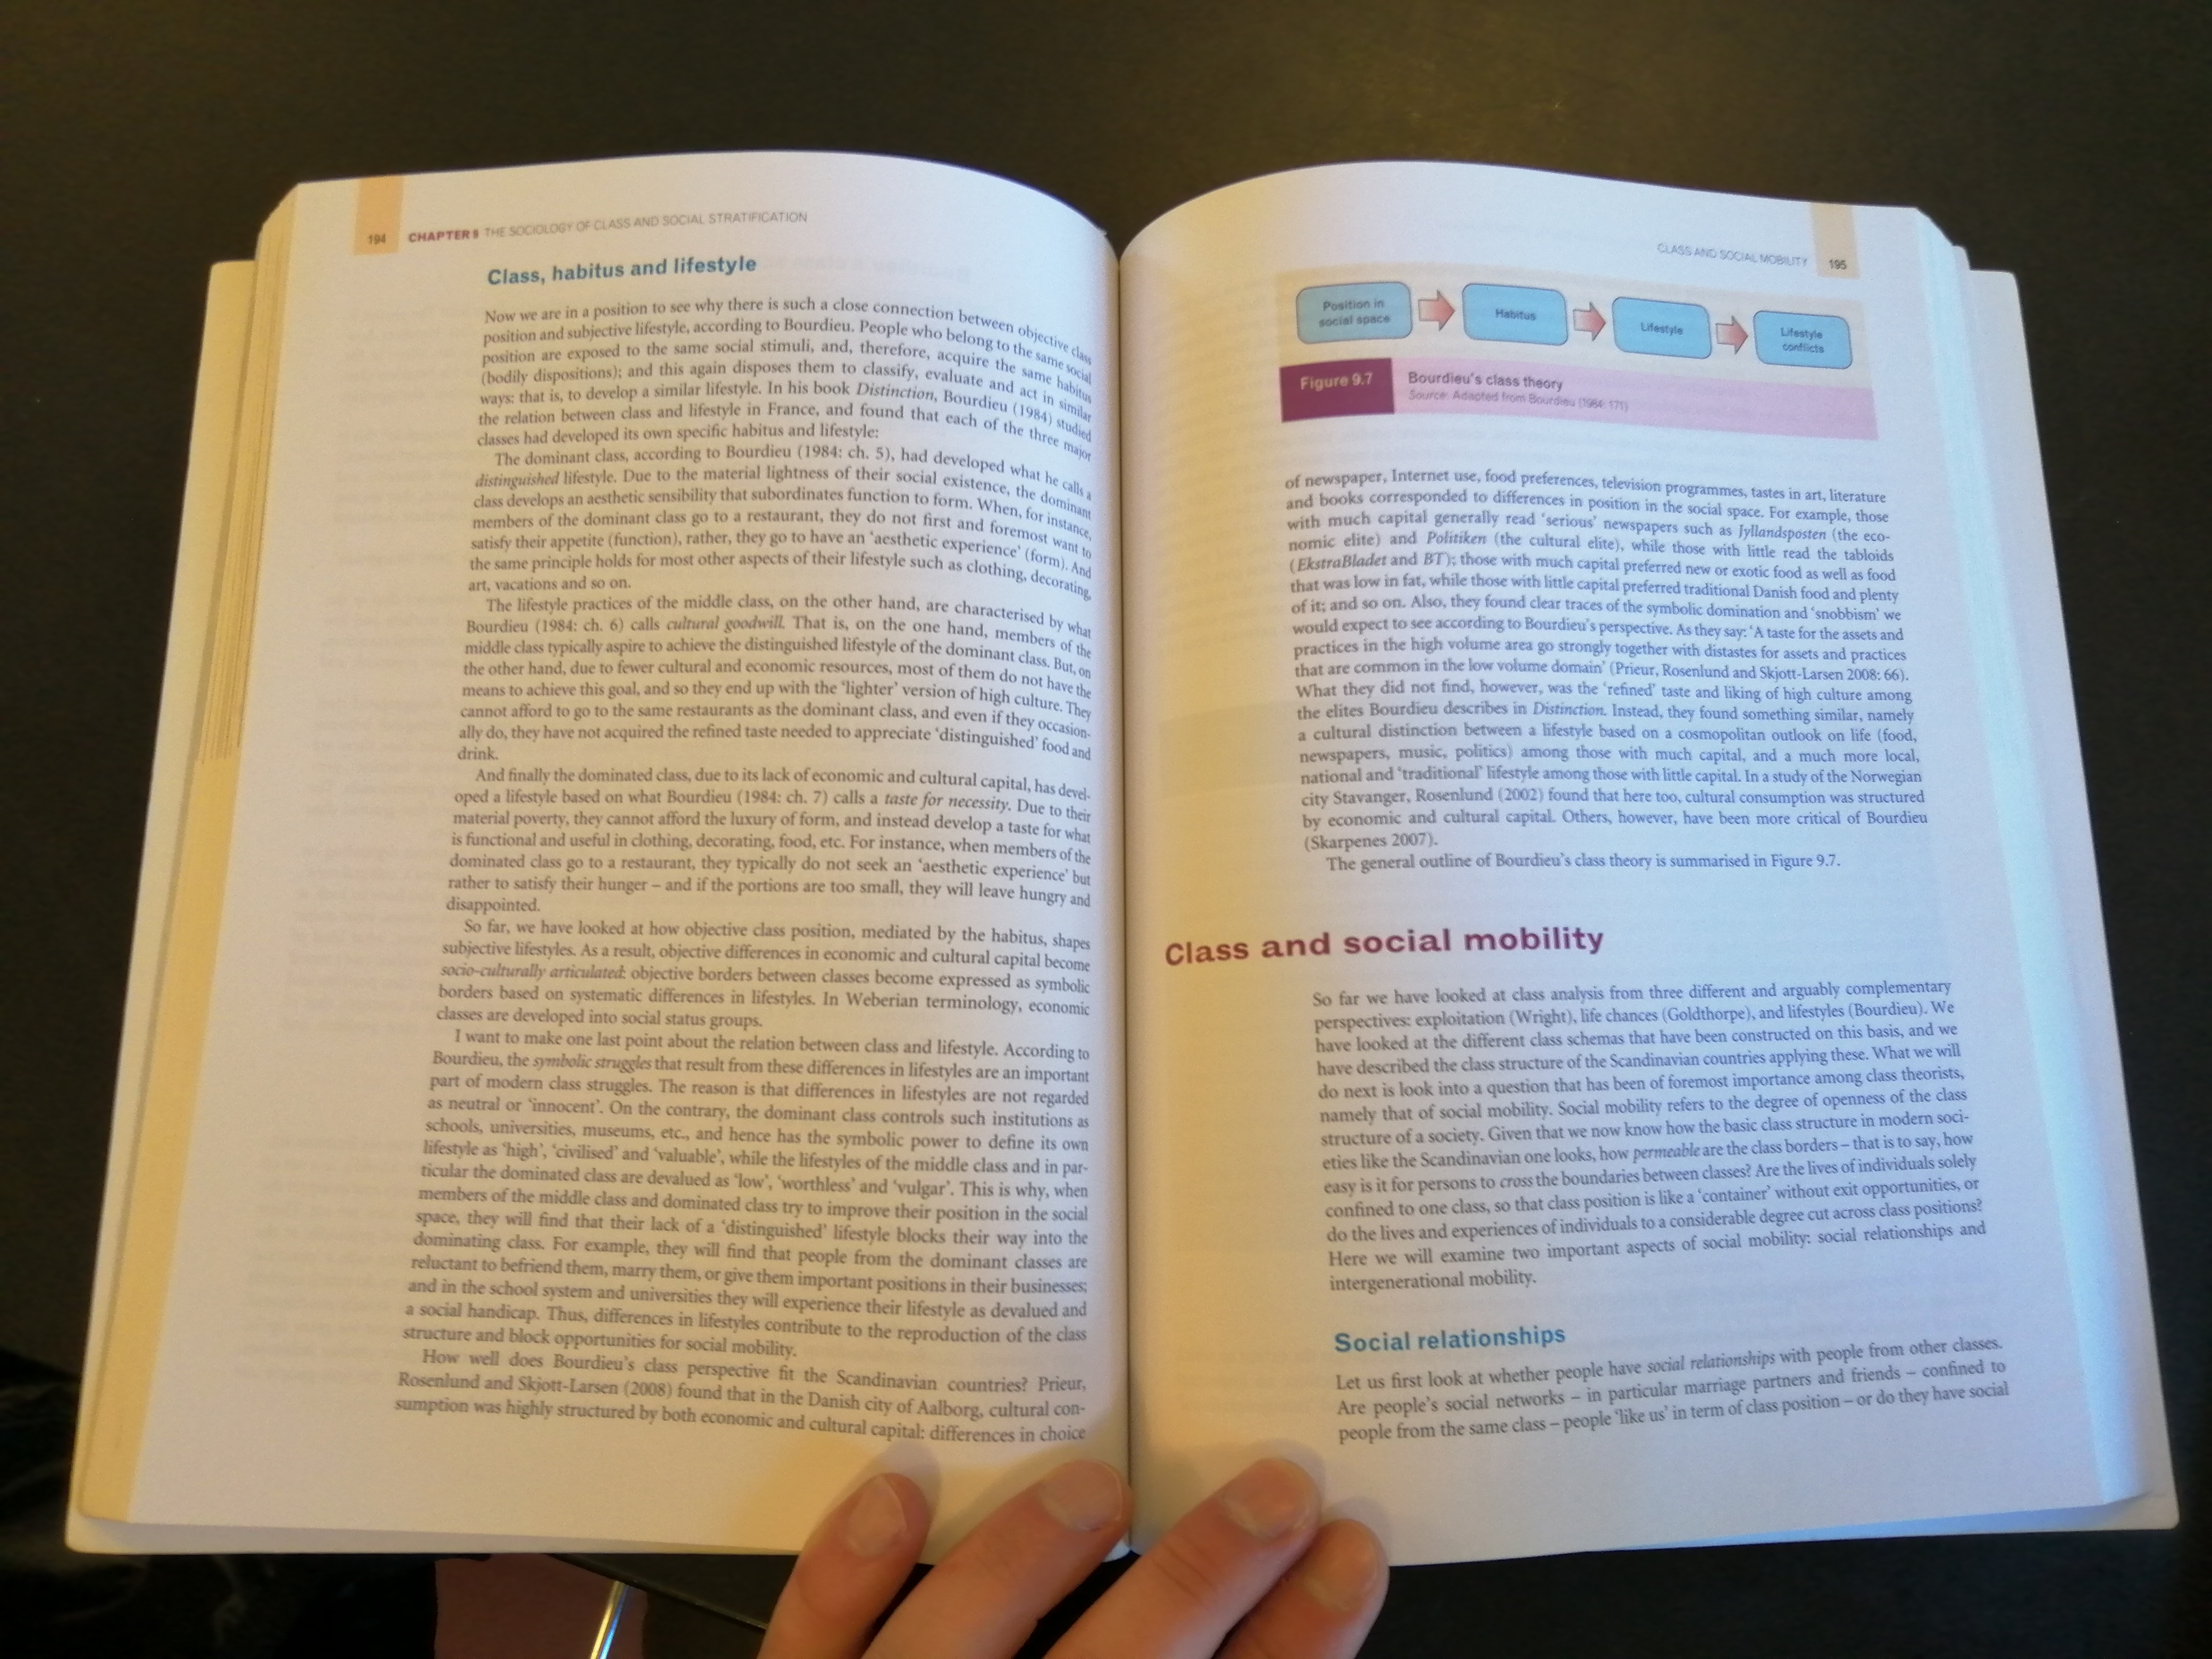 194 CHAPTER 9 THE SOCIOLOGY OF CLASS AND SOCIAL STRATIFICATION
Class, habitus and lifestyle
Now we are in a position to see why there is such a close connection between objective class
position and subjective lifestyle, according to Bourdieu. People who belong to the same social
position are exposed to the same social stimuli, and, therefore, acquire the same habitus
(bodily dispositions); and this again disposes them to classify, evaluate and act in similar
ways: that is, to develop a similar lifestyle. In his book Distinction, Bourdieu (1984) studied
the relation between class and lifestyle in France, and found that each of the three major
classes had developed its own specific habitus and lifestyle:
The dominant class, according to Bourdieu (1984: ch. 5), had developed what he calls a
distinguished lifestyle. Due to the material lightness of their social existence, the dominant
class develops an aesthetic sensibility that subordinates function to form. When, for instance,
members of the dominant class go to a restaurant, they do not first and foremost want to
satisfy their appetite (function), rather, they go to have an 'aesthetic experience' (form). And
the same principle holds for most other aspects of their lifestyle such as clothing, decorating,
art, vacations and so on.
The lifestyle practices of the middle class, on the other hand, are characterised by what
Bourdieu (1984: ch. 6) calls cultural goodwill. That is, on the one hand, members of the
middle class typically aspire to achieve the distinguished lifestyle of the dominant class. But, on
the other hand, due to fewer cultural and economic resources, most of them do not have the
means to achieve this goal, and so they end up with the 'lighter' version of high culture. They
cannot afford to go to the same restaurants as the dominant class, and even if they occasion-
ally do, they have not acquired the refined taste needed to appreciate 'distinguished' food and
drink.
And finally the dominated class, due to its lack of economic and cultural capital, has devel-
oped a lifestyle based on what Bourdieu (1984: ch. 7) calls a taste for necessity. Due to their
material poverty, they cannot afford the luxury of form, and instead develop a taste for what
is functional and useful in clothing, decorating, food, etc. For instance, when members of the
dominated class go to a restaurant, they typically do not seek an 'aesthetic experience' but
rather to satisfy their hunger – and if the portions are too small, they will leave hungry and
disappointed.
So far, we have looked at how objective class position, mediated by the habitus, shapes
subjective lifestyles. As a result, objective differences in economic and cultural capital become
socio-culturally articulated: objective borders between classes become expressed as symbolic
borders based on systematic differences in lifestyles. In Weberian terminology, economic
classes are developed into social status groups.
I want to make one last point about the relation between class and lifestyle. According to
Bourdieu, the symbolic struggles that result from these differences in lifestyles are an important
part of modern class struggles. The reason is that differences in lifestyles are not regarded
as neutral or 'innocent'. On the contrary, the dominant class controls such institutions as
schools, universities, museums, etc., and hence has the symbolic power to define its own
lifestyle as 'high', 'civilised' and 'valuable', while the lifestyles of the middle class and in par-
ticular the dominated class are devalued as 'low', 'worthless' and 'vulgar'. This is why, when
members of the middle class and dominated class try to improve their position in the social
space, they will find that their lack of a 'distinguished' lifestyle blocks their way into the
dominating class. For example, they will find that people from the dominant classes are
reluctant to befriend them, marry them, or give them important positions in their businesses;
and in the school system and universities they will experience their lifestyle as devalued and
a social handicap. Thus, differences in lifestyles contribute to the reproduction of the class
structure and block opportunities for social mobility.
How well does Bourdieu's class perspective fit the Scandinavian countries? Prieur,
Rosenlund and Skjott-Larsen (2008) found that in the Danish city of Aalborg, cultural con-
sumption was highly structured by both economic and cultural capital: differences in choice
CLASS AND SOCIAL MOBILITY 195
Position in
social space
Habitus
Lifestyle
Lifestyle
conflicts
Figure 9.7
Bourdieu's class theory
Source: Adapted from Bourdieu (1984: 171)
of newspaper, Internet use, food preferences, television programmes, tastes in art, literature
and books corresponded to differences in position in the social space. For example, those
with much capital generally read 'serious' newspapers such as Jyllandsposten (the eco-
nomic elite) and Politiken (the cultural elite), while those with little read the tabloids
(EkstraBladet and BT); those with much capital preferred new or exotic food as well as food
that was low in fat, while those with little capital preferred traditional Danish food and plenty
of it; and so on. Also, they found clear traces of the symbolic domination and 'snobbism' we
would expect to see according to Bourdieu's perspective. As they say: 'A taste for the assets and
practices in the high volume area go strongly together with distastes for assets and practices
that are common in the low volume domain' (Prieur, Rosenlund and Skjott-Larsen 2008: 66).
What they did not find, however, was the 'refined' taste and liking of high culture among
the elites Bourdieu describes in Distinction. Instead, they found something similar, namely
a cultural distinction between a lifestyle based on a cosmopolitan outlook on life (food,
newspapers, music, politics) among those with much capital, and a much more local,
national and 'traditional' lifestyle among those with little capital. In a study of the Norwegian
city Stavanger, Rosenlund (2002) found that here too, cultural consumption was structured
by economic and cultural capital. Others, however, have been more critical of Bourdieu
(Skarpenes 2007).
The general outline of Bourdieu's class theory is summarised in Figure 9.7.
Class and social mobility
So far we have looked at class analysis from three different and arguably complementary
perspectives: exploitation (Wright), life chances (Goldthorpe), and lifestyles (Bourdieu). We
have looked at the different class schemas that have been constructed on this basis, and we
have described the class structure of the Scandinavian countries applying these. What we will
do next is look into a question that has been of foremost importance among class theorists,
namely that of social mobility. Social mobility refers to the degree of openness of the class
structure of a society. Given that we now know how the basic class structure in modern soci-
eties like the Scandinavian one looks, how permeable are the class borders – that is to say, how
easy is it for persons to cross the boundaries between classes? Are the lives of individuals solely
confined to one class, so that class position is like a 'container' without exit opportunities, or
do the lives and experiences of individuals to a considerable degree cut across class positions?
Here we will examine two important aspects of social mobility: social relationships and
intergenerational mobility.
Social relationships
Let us first look at whether people have social relationships with people from other classes.
Are people's social networks – in particular marriage partners and friends – confined to
people from the same class – people 'like us' in term of class position – or do they have social